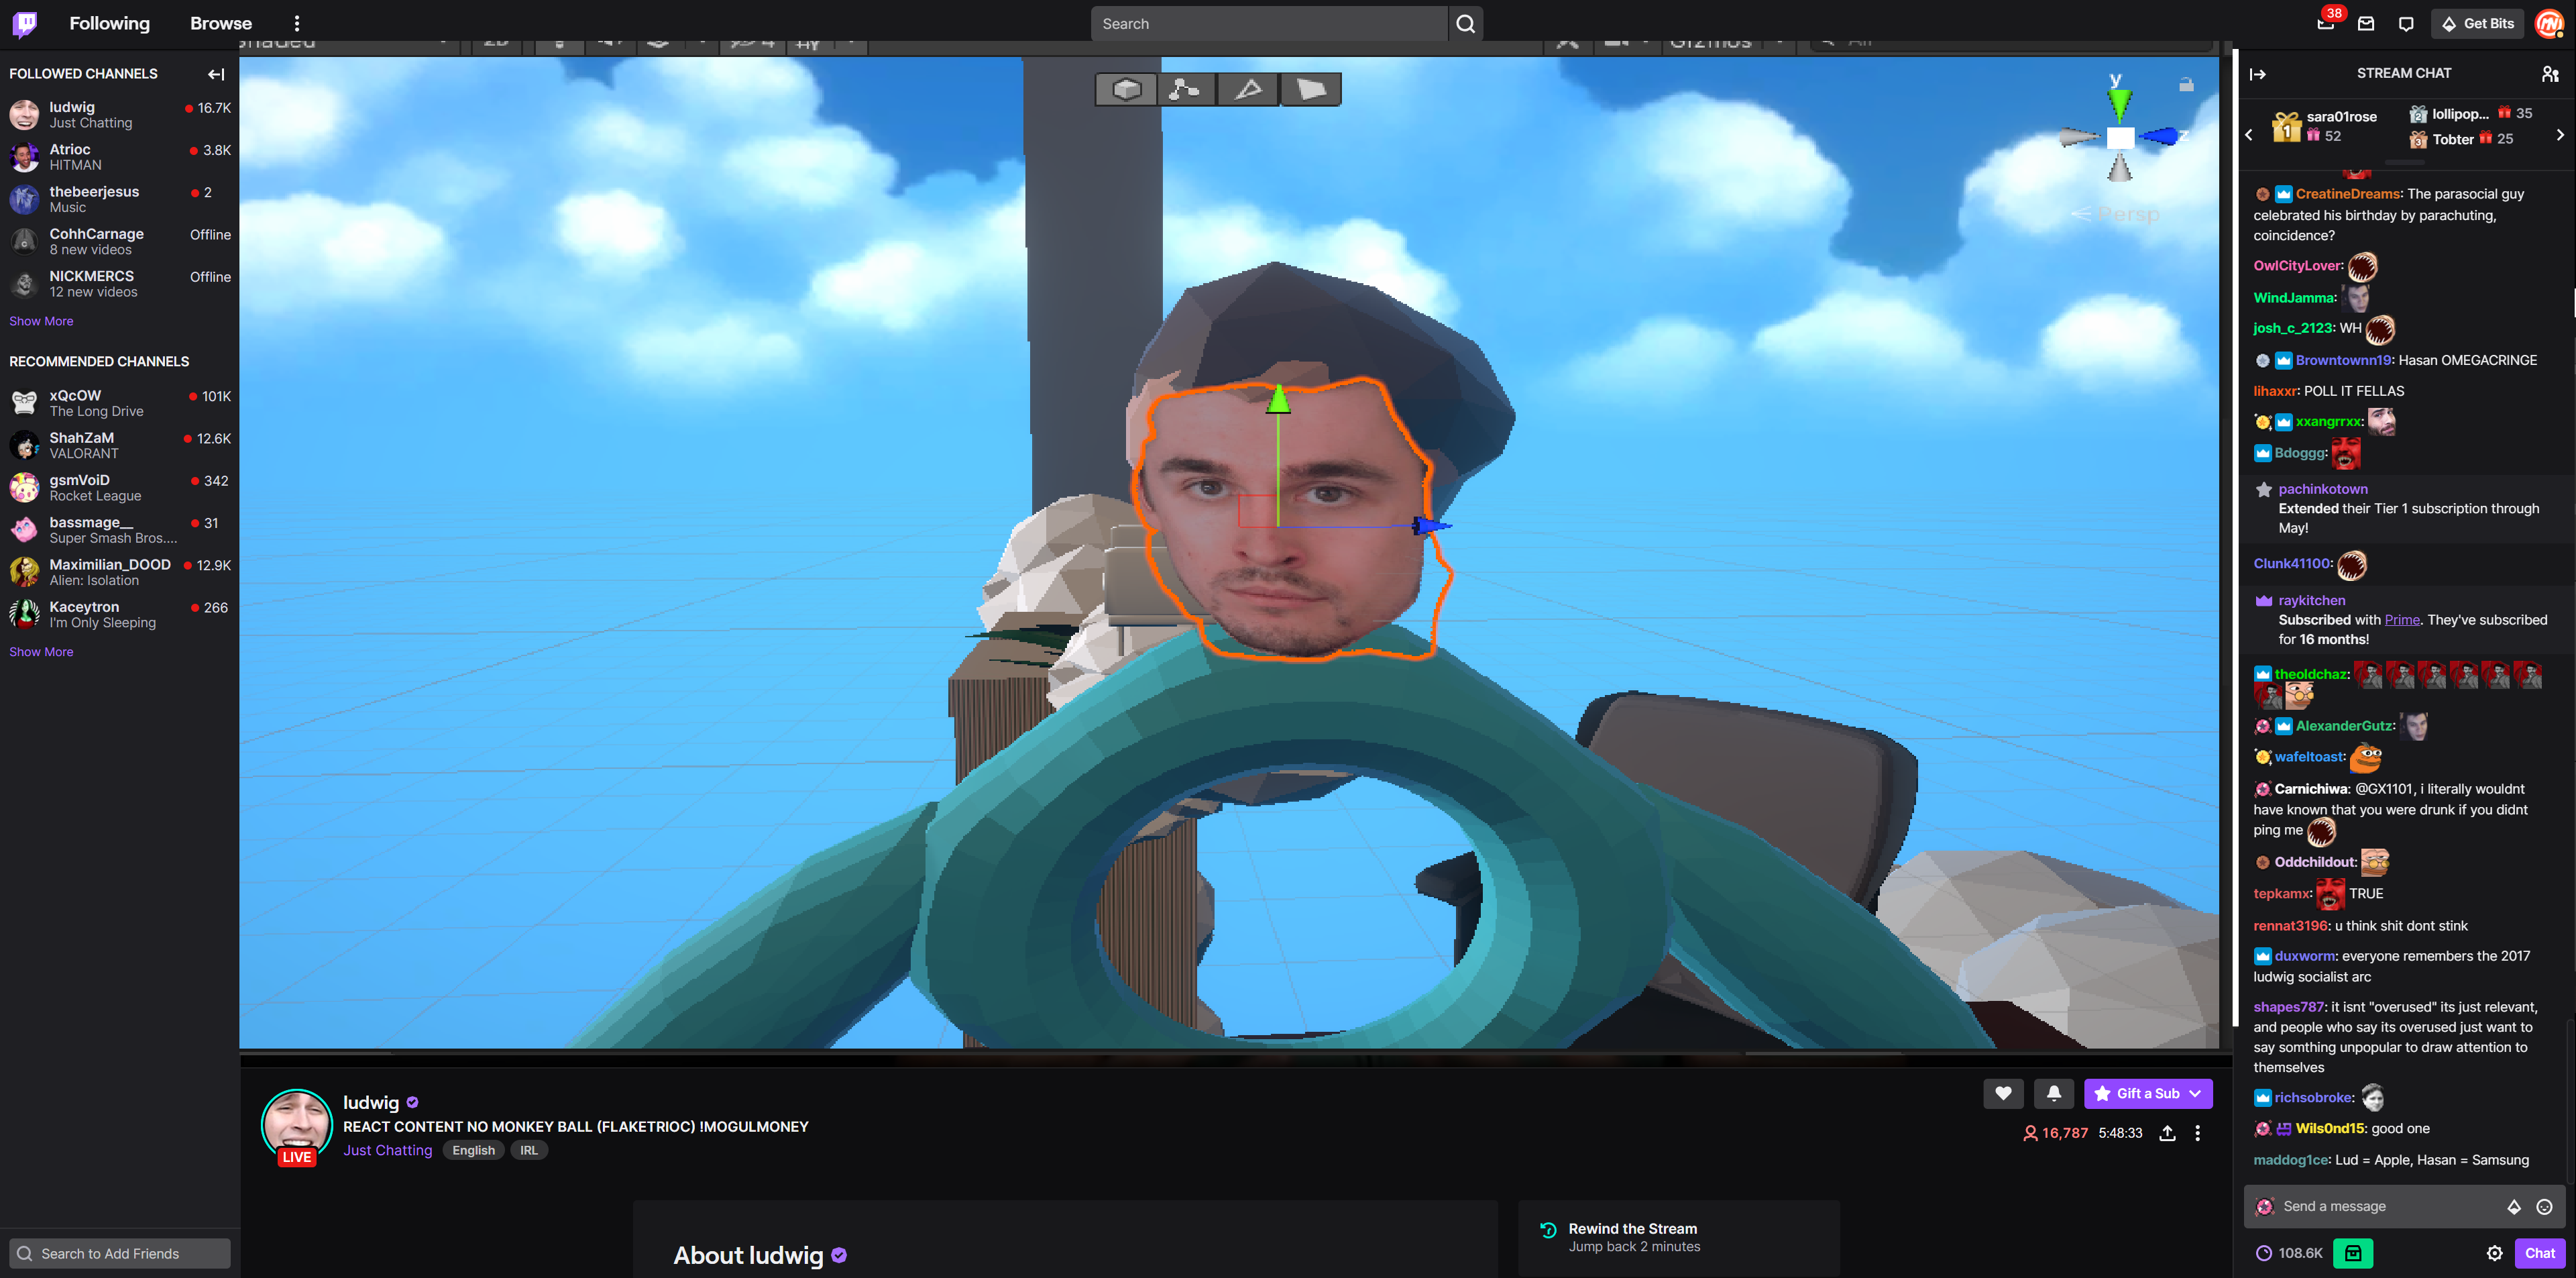 Following
Browse
Search
38
Get Bits
FOLLOWED CHANNELS
ludwig
16.7K
Just Chatting
Atrioc
3.8K
HITMAN
thebeerjesus
2
Music
CohhCarnage
Offline
8 new videos
NICKMERCS
Offline
12 new videos
Show More
RECOMMENDED CHANNELS
xQcOW
101K
The Long Drive
ShahZaM
12.6K
VALORANT
gsmVoiD
342
Rocket League
bassmage__
31
Super Smash Bros....
Maximilian_DOOD
12.9K
Alien: Isolation
Kaceytron
266
I'm Only Sleeping
Show More
Search to Add Friends
Shaded
2D
4
Gizmos
All
y
z
Persp
LIVE
ludwig
REACT CONTENT NO MONKEY BALL (FLAKETRIOC) !MOGULMONEY
Just Chatting
English
IRL
Gift a Sub
16,787
5:48:33
About ludwig
Rewind the Stream
Jump back 2 minutes
STREAM CHAT
1
sara01rose
52
2
lollipop...
35
3
Tobter
25
CreatineDreams: The parasocial guy
celebrated his birthday by parachuting,
coincidence?
OwlCityLover:
WindJamma:
josh_c_2123: WH
Browntownn19: Hasan OMEGACRINGE
lihaxxr: POLL IT FELLAS
xxangrrxx:
Bdoggg:
pachinkotown
Extended their Tier 1 subscription through
May!
Clunk41100:
raykitchen
Subscribed with Prime. They've subscribed
for 16 months!
theoldchaz:
AlexanderGutz:
wafeltoast:
Carnichiwa: @GX1101, i literally wouldnt
have known that you were drunk if you didnt
ping me
Oddchildout:
tepkamx: TRUE
rennat3196: u think shit dont stink
duxworm: everyone remembers the 2017
ludwig socialist arc
shapes787: it isnt "overused" its just relevant,
and people who say its overused just want to
say somthing unpopular to draw attention to
themselves
richsobroke:
Wils0nd15: good one
maddog1ce: Lud = Apple, Hasan = Samsung
Send a message
108.6K
Chat